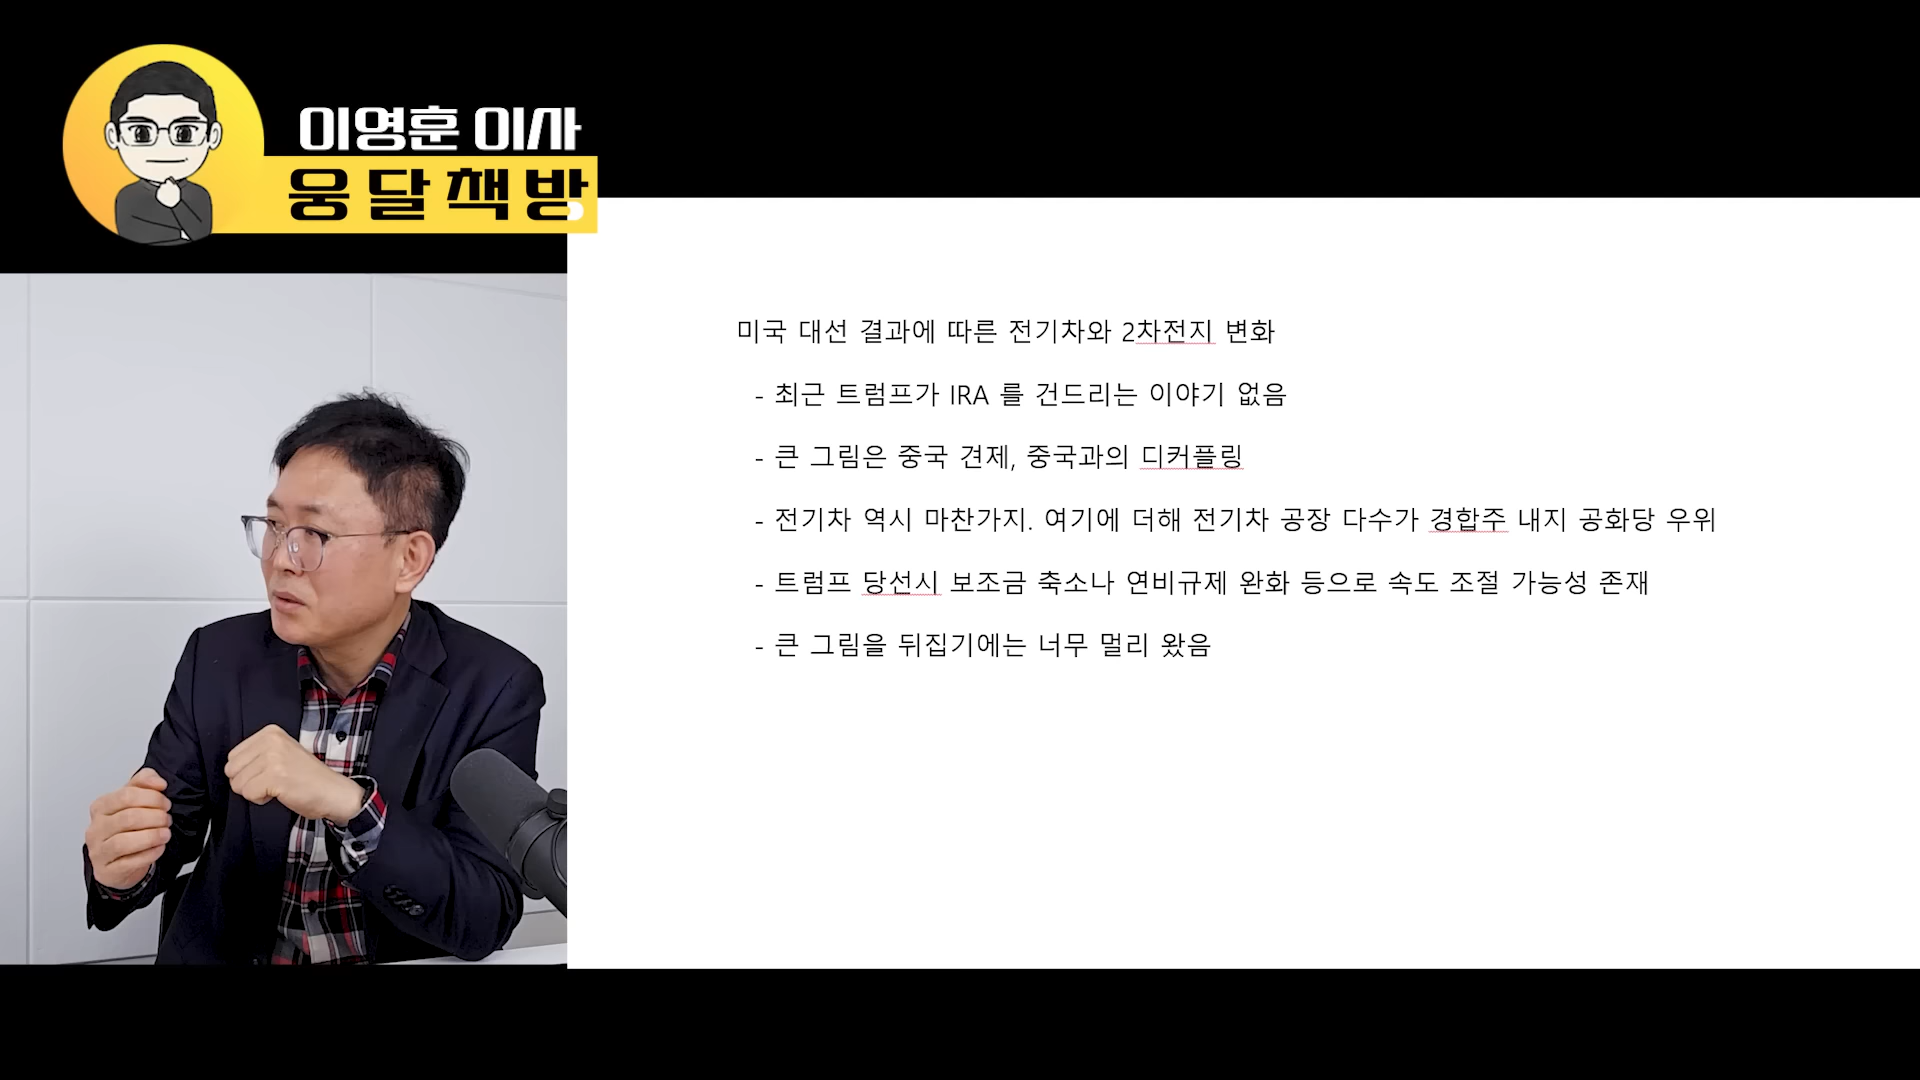 이영훈 이사
웅달책방
미국 대선 결과에 따른 전기차와 2차전지 변화
- 최근 트럼프가 IRA 를 건드리는 이야기 없음
- 큰 그림은 중국 견제, 중국과의 디커플링
- 전기차 역시 마찬가지. 여기에 더해 전기차 공장 다수가 경합주 내지 공화당 우위
- 트럼프 당선시 보조금 축소나 연비규제 완화 등으로 속도 조절 가능성 존재
- 큰 그림을 뒤집기에는 너무 멀리 왔음